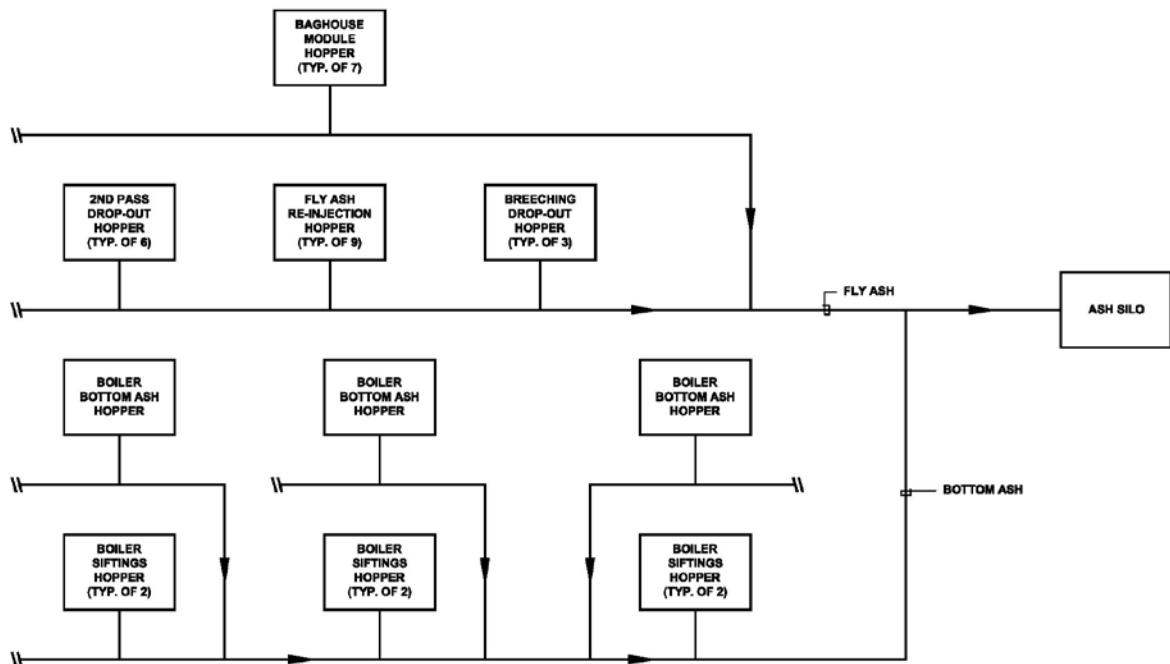 BAGHOUSE
MODULE
HOPPER
(TYP. OF 7)
2ND PASS
DROP-OUT
HOPPER
(TYP. OF 6)
FLY ASH
RE-INJECTION
HOPPER
(TYP. OF 9)
BREECHING
DROP-OUT
HOPPER
(TYP. OF 3)
FLY ASH
ASH SILO
BOILER
BOTTOM ASH
HOPPER
BOILER
BOTTOM ASH
HOPPER
BOILER
BOTTOM ASH
HOPPER
BOTTOM ASH
BOILER
SIFTINGS
HOPPER
(TYP. OF 2)
BOILER
SIFTINGS
HOPPER
(TYP. OF 2)
BOILER
SIFTINGS
HOPPER
(TYP. OF 2)